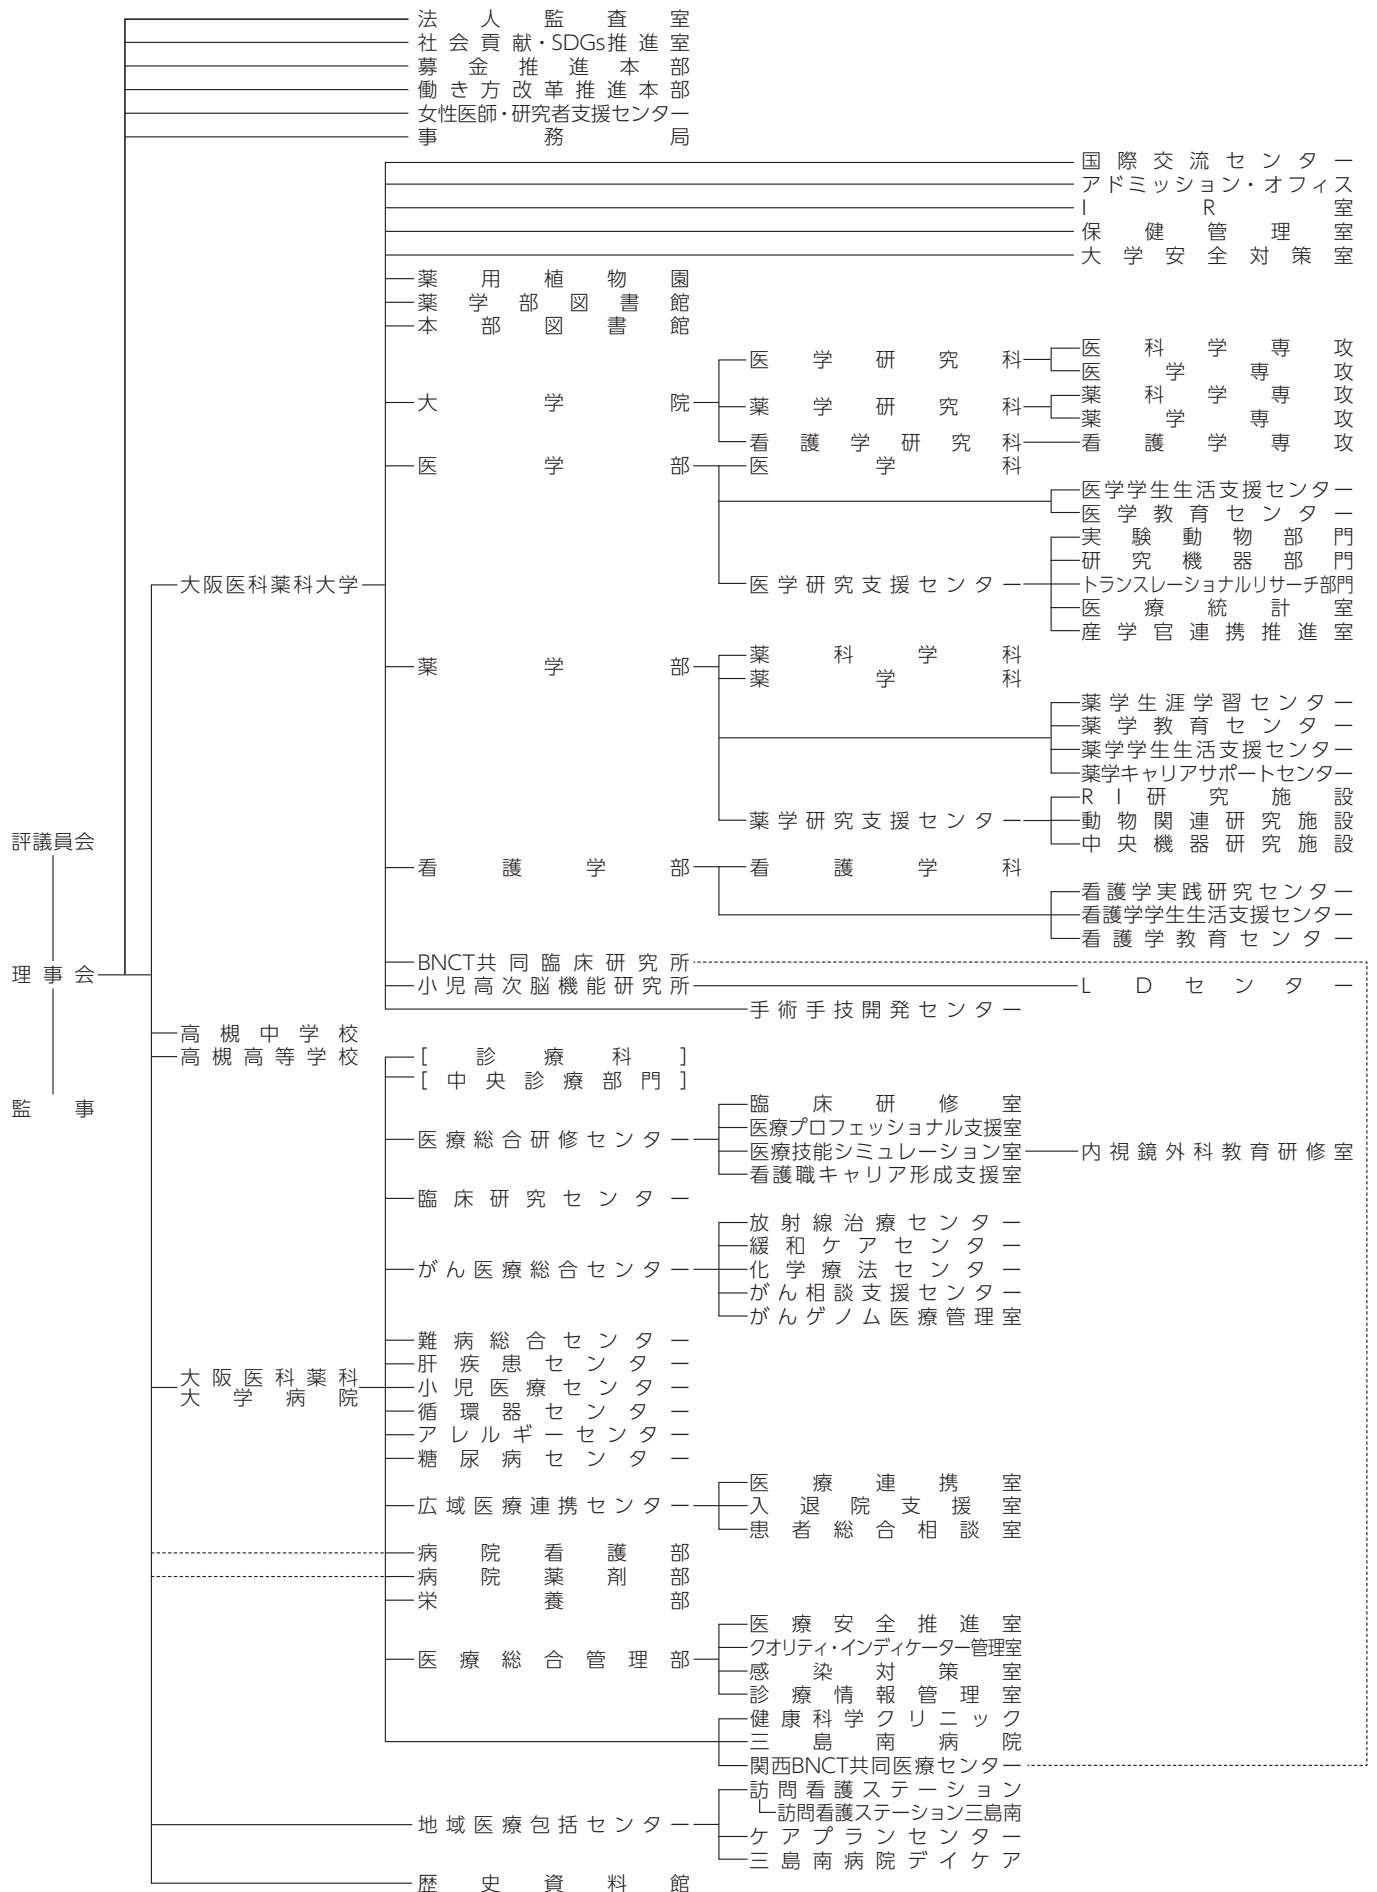 法人監査室
社会貢献・SDGs推進室
募金推進本部
働き方改革推進本部
女性医師・研究者支援センター
事務局
国際交流センター
アドミッション・オフィス
IR室
保健管理室
大学安全対策室
薬用植物園
薬学部図書館
本部図書館
大学院
医学研究科
医科学専攻
医学専攻
薬学研究科
薬科学専攻
薬学専攻
看護学研究科
看護学専攻
医学部
医学科
医学学生生活支援センター
医学教育センター
医学研究支援センター
実験動物部門
研究機器部門
トランスレーショナルリサーチ部門
医療統計室
産学官連携推進室
大阪医科薬科大学
薬学部
薬科学科
薬学科
薬学生涯学習センター
薬学教育センター
薬学学生生活支援センター
薬学キャリアサポートセンター
薬学研究支援センター
RI研究施設
動物関連研究施設
中央機器研究施設
看護学部
看護学科
看護学実践研究センター
看護学学生生活支援センター
看護学教育センター
BNCT共同臨床研究所
小児高次脳機能研究所
LDセンター
手術手技開発センター
評議員会
理事会
監事
高槻中学校
高槻高等学校
[診療科]
[中央診療部門]
医療総合研修センター
臨床研修室
医療プロフェッショナル支援室
医療技能シミュレーション室
内視鏡外科教育研修室
看護職キャリア形成支援室
臨床研究センター
がん医療総合センター
放射線治療センター
緩和ケアセンター
化学療法センター
がん相談支援センター
がんゲノム医療管理室
難病総合センター
肝疾患センター
大阪医科薬科
大学病院
小児医療センター
循環器センター
アレルギーセンター
糖尿病センター
広域医療連携センター
医療連携室
入退院支援室
患者総合相談室
病院看護部
病院薬剤部
栄養部
医療総合管理部
医療安全推進室
クオリティ・インディケーター管理室
感染対策室
診療情報管理室
健康科学クリニック
三島南病院
関西BNCT共同医療センター
地域医療包括センター
訪問看護ステーション
訪問看護ステーション三島南
ケアプランセンター
三島南病院デイケア
歴史資料館